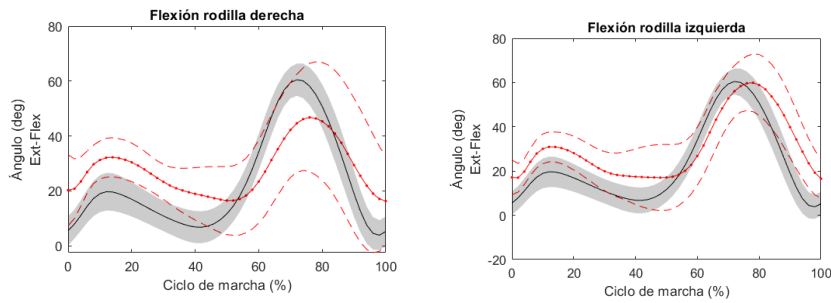 Flexión rodilla derecha
80
60
40
20
0
Ángulo (deg)
Ext-Flex
0 20 40 60 80 100
Ciclo de marcha (%)
Flexión rodilla izquierda
80
60
40
20
0
-20
Ángulo (deg)
Ext-Flex
0 20 40 60 80 100
Ciclo de marcha (%)